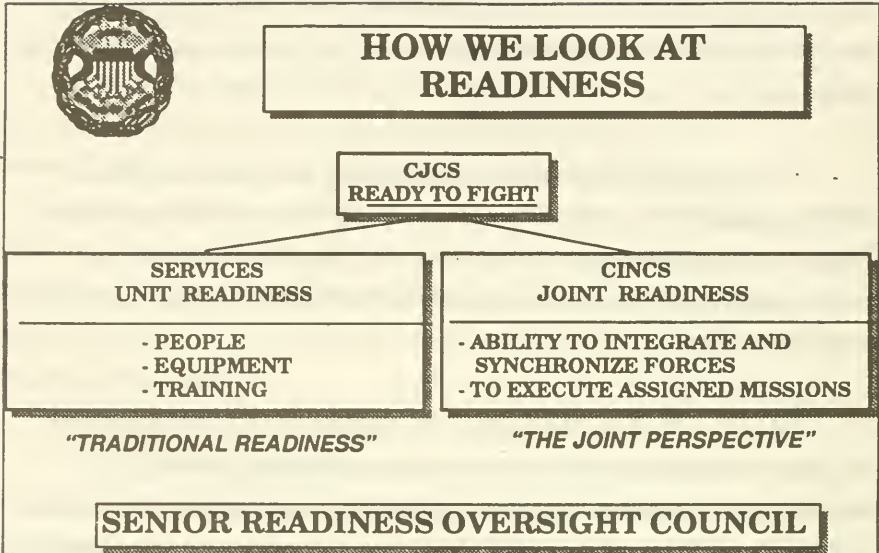 HOW WE LOOK AT
READINESS
CJCS
READY TO FIGHT
SERVICES
UNIT READINESS
- PEOPLE
- EQUIPMENT
- TRAINING
"TRADITIONAL READINESS"
CINCS
JOINT READINESS
- ABILITY TO INTEGRATE AND
SYNCHRONIZE FORCES
- TO EXECUTE ASSIGNED MISSIONS
"THE JOINT PERSPECTIVE"
SENIOR READINESS OVERSIGHT COUNCIL